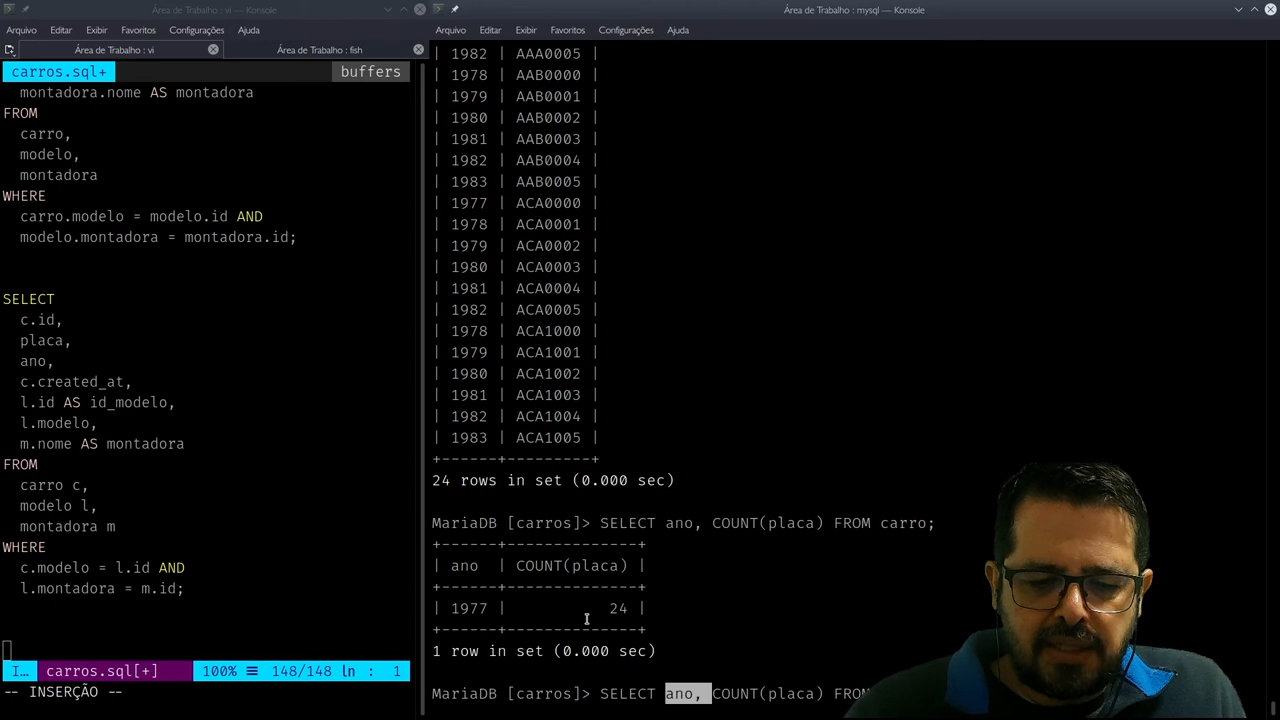 Área de Trabalho : vi — Konsole
Arquivo Editar Exibir Favoritos Configurações Ajuda
Área de Trabalho : vi
Área de Trabalho : fish
carros.sql+
buffers
montadora.nome AS montadora
FROM
carro,
modelo,
montadora
WHERE
carro.modelo = modelo.id AND
modelo.montadora = montadora.id;
SELECT
c.id,
placa,
ano,
c.created_at,
l.id AS id_modelo,
l.modelo,
m.nome AS montadora
FROM
carro c,
modelo l,
montadora m
WHERE
c.modelo = l.id AND
l.montadora = m.id;
I… carros.sql[+] 100% ≡ 148/148 ln : 1
-- INSERÇÃO --
Área de Trabalho : mysql — Konsole
Arquivo Editar Exibir Favoritos Configurações Ajuda
| 1982 | AAA0005 |
| 1978 | AAB0000 |
| 1979 | AAB0001 |
| 1980 | AAB0002 |
| 1981 | AAB0003 |
| 1982 | AAB0004 |
| 1983 | AAB0005 |
| 1977 | ACA0000 |
| 1978 | ACA0001 |
| 1979 | ACA0002 |
| 1980 | ACA0003 |
| 1981 | ACA0004 |
| 1982 | ACA0005 |
| 1978 | ACA1000 |
| 1979 | ACA1001 |
| 1980 | ACA1002 |
| 1981 | ACA1003 |
| 1982 | ACA1004 |
| 1983 | ACA1005 |
+------+---------+
24 rows in set (0.000 sec)
MariaDB [carros]> SELECT ano, COUNT(placa) FROM carro;
+------+--------------+
| ano | COUNT(placa) |
+------+--------------+
| 1977 | 24 |
+------+--------------+
1 row in set (0.000 sec)
MariaDB [carros]> SELECT ano, COUNT(placa) FROM